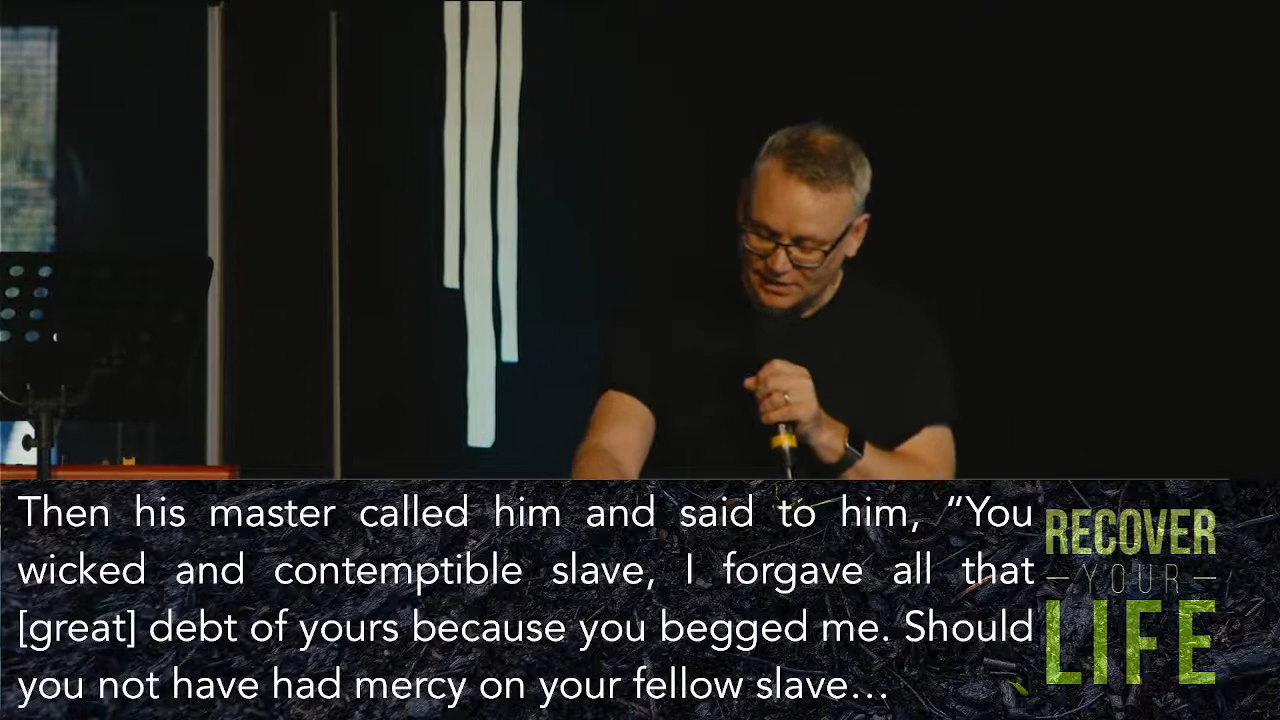 Then his master called him and said to him, “You
wicked and contemptible slave, I forgave all that
[great] debt of yours because you begged me. Should
you not have had mercy on your fellow slave…
RECOVER
– YOUR –
LIFE